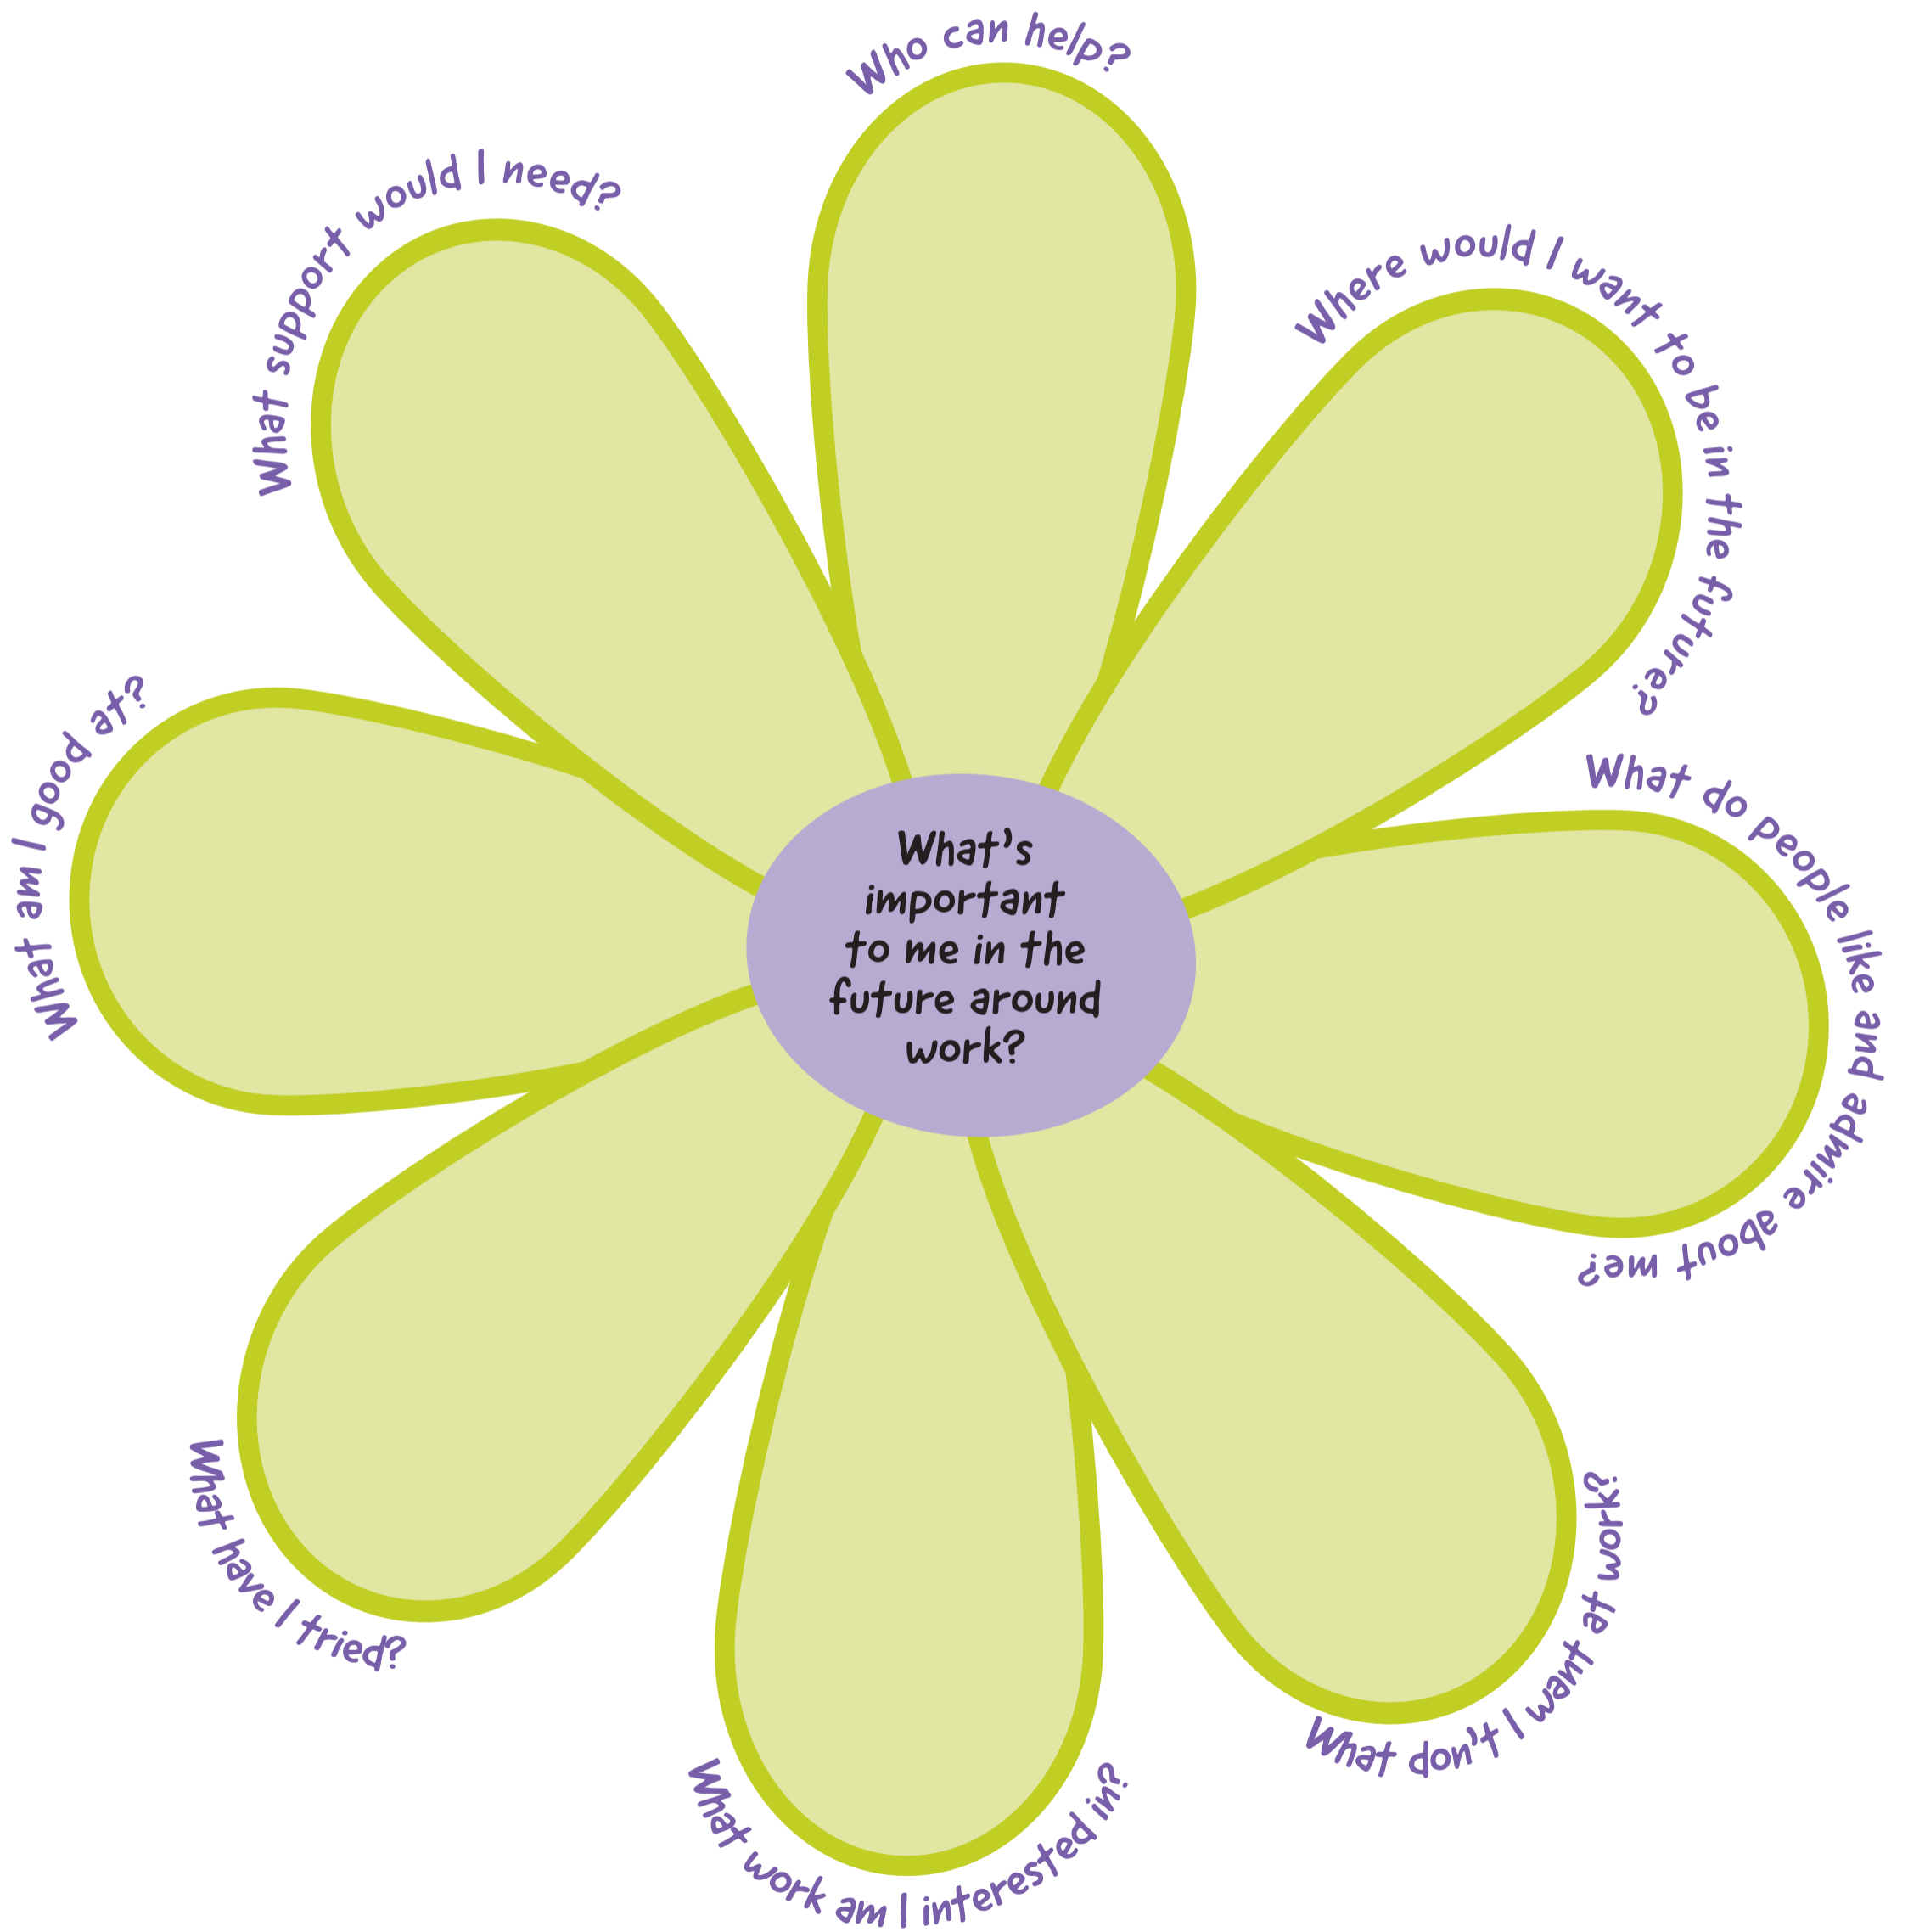 Who can help?
Where would I want to be in the future?
What do people like and admire about me?
What don't I want at work?
What work am I interested in?
What have I tried?
What am I good at?
What support would I need?
What's
important
to me in the
future around
work?